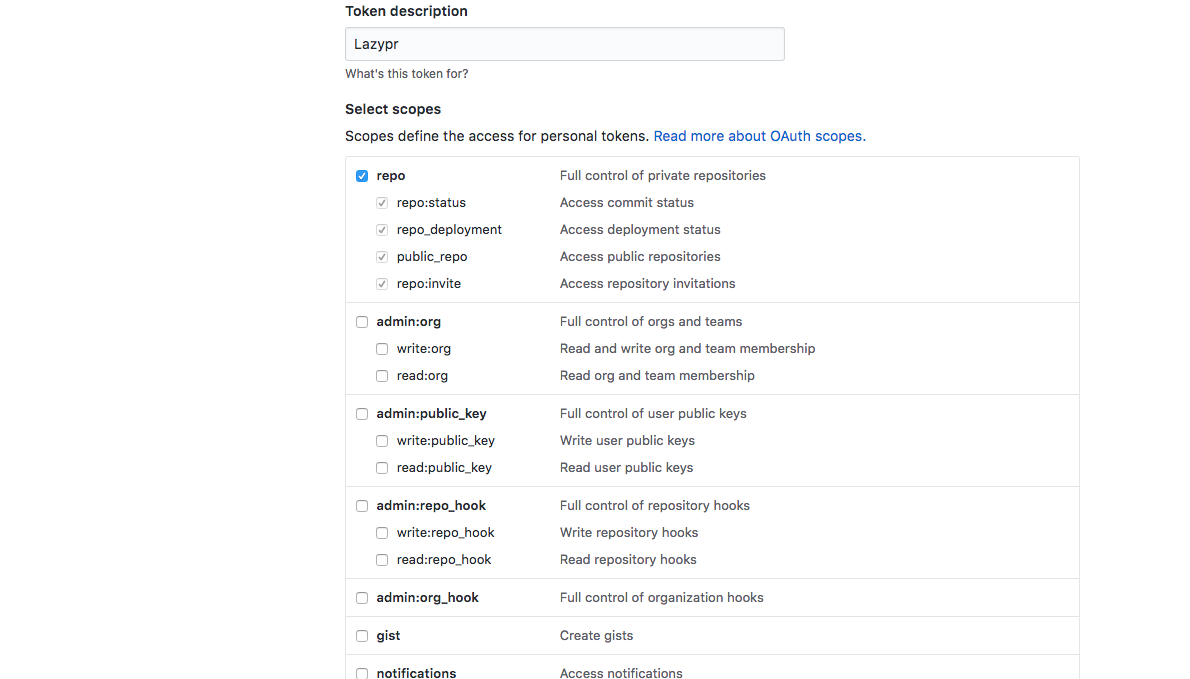 Token description
Lazypr
What's this token for?
Select scopes
Scopes define the access for personal tokens. Read more about OAuth scopes.
repo Full control of private repositories
repo:status Access commit status
repo_deployment Access deployment status
public_repo Access public repositories
repo:invite Access repository invitations
admin:org Full control of orgs and teams
write:org Read and write org and team membership
read:org Read org and team membership
admin:public_key Full control of user public keys
write:public_key Write user public keys
read:public_key Read user public keys
admin:repo_hook Full control of repository hooks
write:repo_hook Write repository hooks
read:repo_hook Read repository hooks
admin:org_hook Full control of organization hooks
gist Create gists
notifications Access notifications